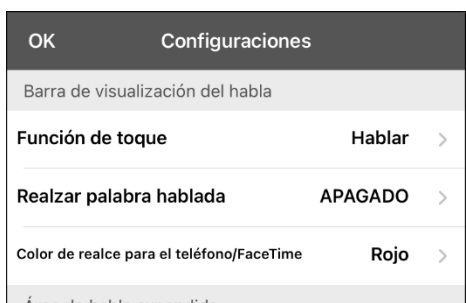 OK Configuraciones
Barra de visualización del habla
Función de toque Hablar
Realzar palabra hablada APAGADO
Color de realce para el teléfono/FaceTime Rojo